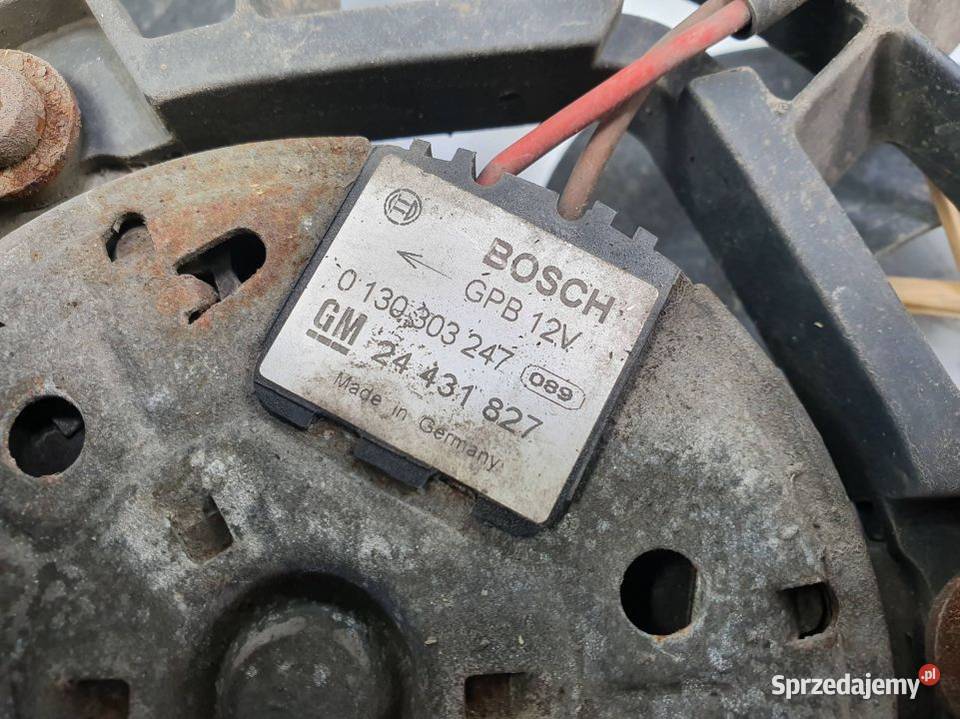 BOSCH
GPB 12V
0 130 303 247 089
GM 24 431 827
Made in Germany
Sprzedajemy.pl